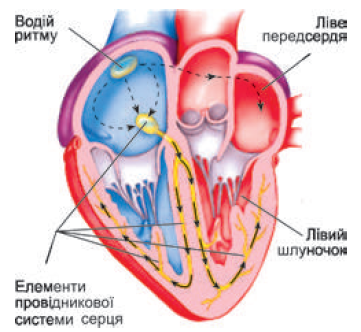 Водій
ритму
Ліве
передсердя
Лівий
шлуночок
Елементи
провідникової
системи серця